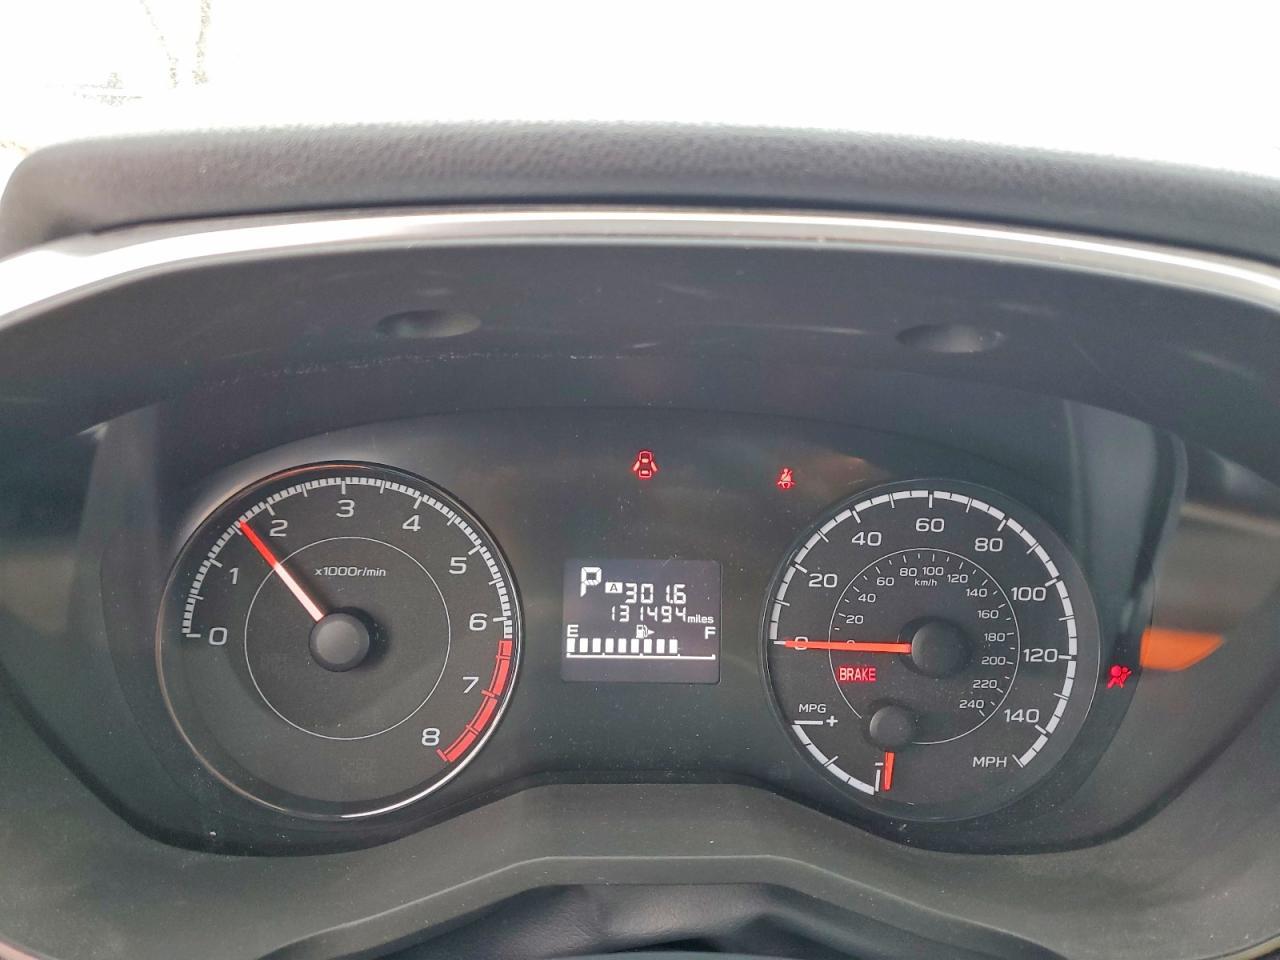 0 1 2 3 4 5 6 7 8
x1000r/min
P A 301.6
131494 miles
E F
0 20 40 60 80 100 120 140
MPH
0 20 40 60 80 100 120 140 160 180 200 220 240
km/h
BRAKE
MPG
+
-